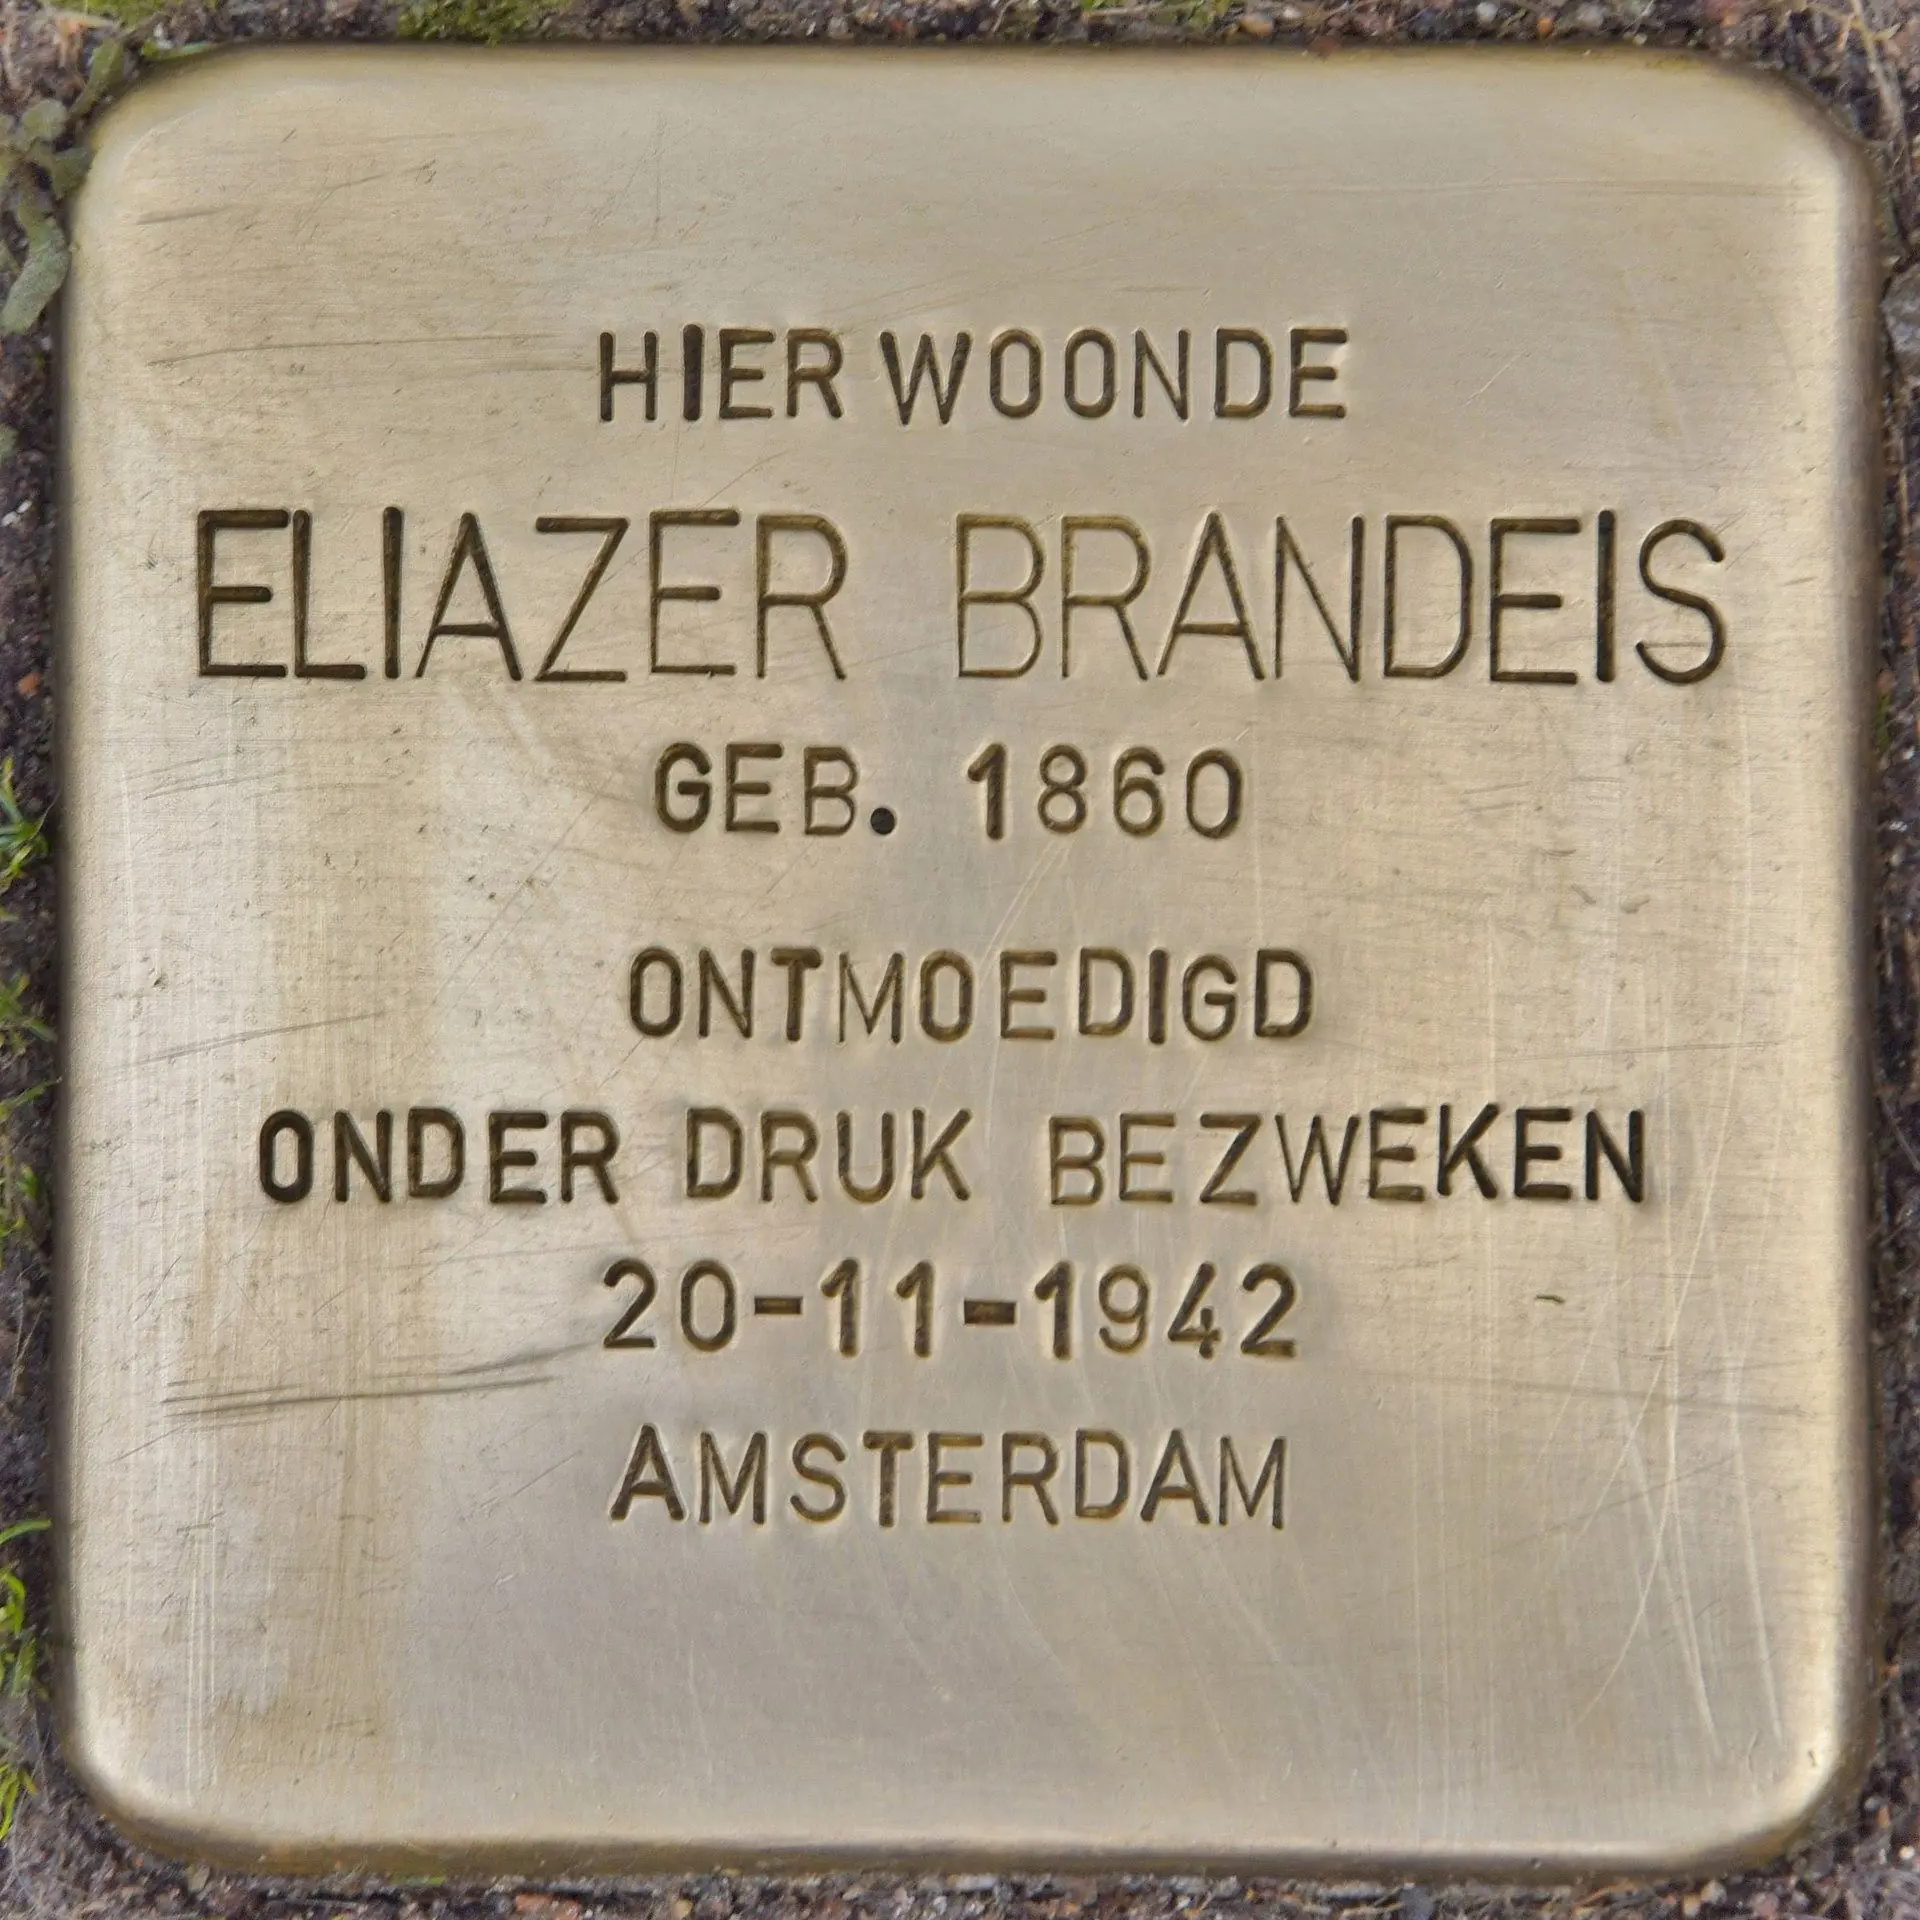 HIER WOONDE
ELIAZER BRANDEIS
GEB. 1860
ONTMOEDIGD
ONDER DRUK BEZWEKEN
20-11-1942
AMSTERDAM